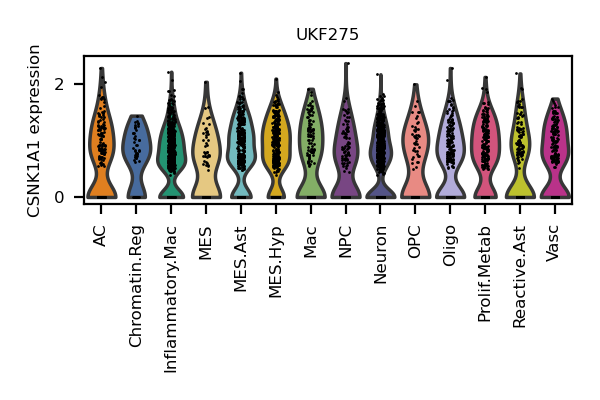 UKF275
CSNK1A1 expression
2
0
AC
Chromatin.Reg
Inflammatory.Mac
MES
MES.Ast
MES.Hyp
Mac
NPC
Neuron
OPC
Oligo
Prolif.Metab
Reactive.Ast
Vasc